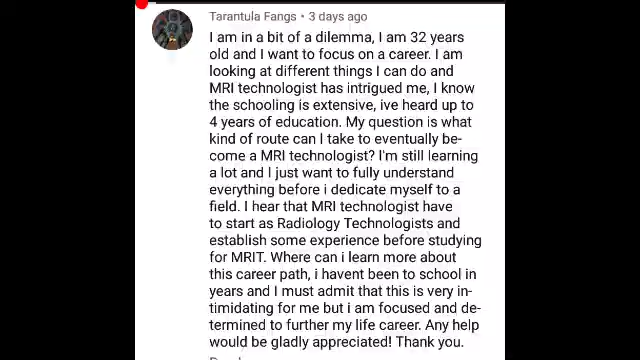 Tarantula Fangs • 3 days ago
I am in a bit of a dilemma, I am 32 years
old and I want to focus on a career. I am
looking at different things I can do and
MRI technologist has intrigued me, I know
the schooling is extensive, ive heard up to
4 years of education. My question is what
kind of route can I take to eventually be-
come a MRI technologist? I'm still learning
a lot and I just want to fully understand
everything before i dedicate myself to a
field. I hear that MRI technologist have
to start as Radiology Technologists and
establish some experience before studying
for MRIT. Where can i learn more about
this career path, i havent been to school in
years and I must admit that this is very in-
timidating for me but i am focused and de-
termined to further my life career. Any help
would be gladly appreciated! Thank you.